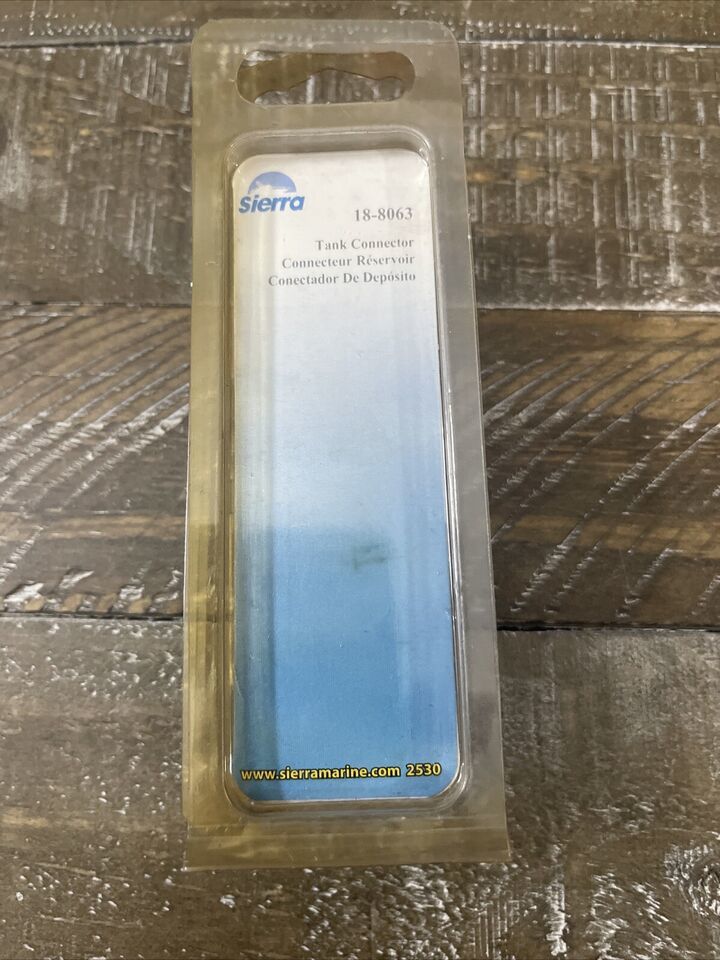 Sierra
18-8063
Tank Connector
Connecteur Réservoir
Conectador De Depósito
www.sierramarine.com 2530